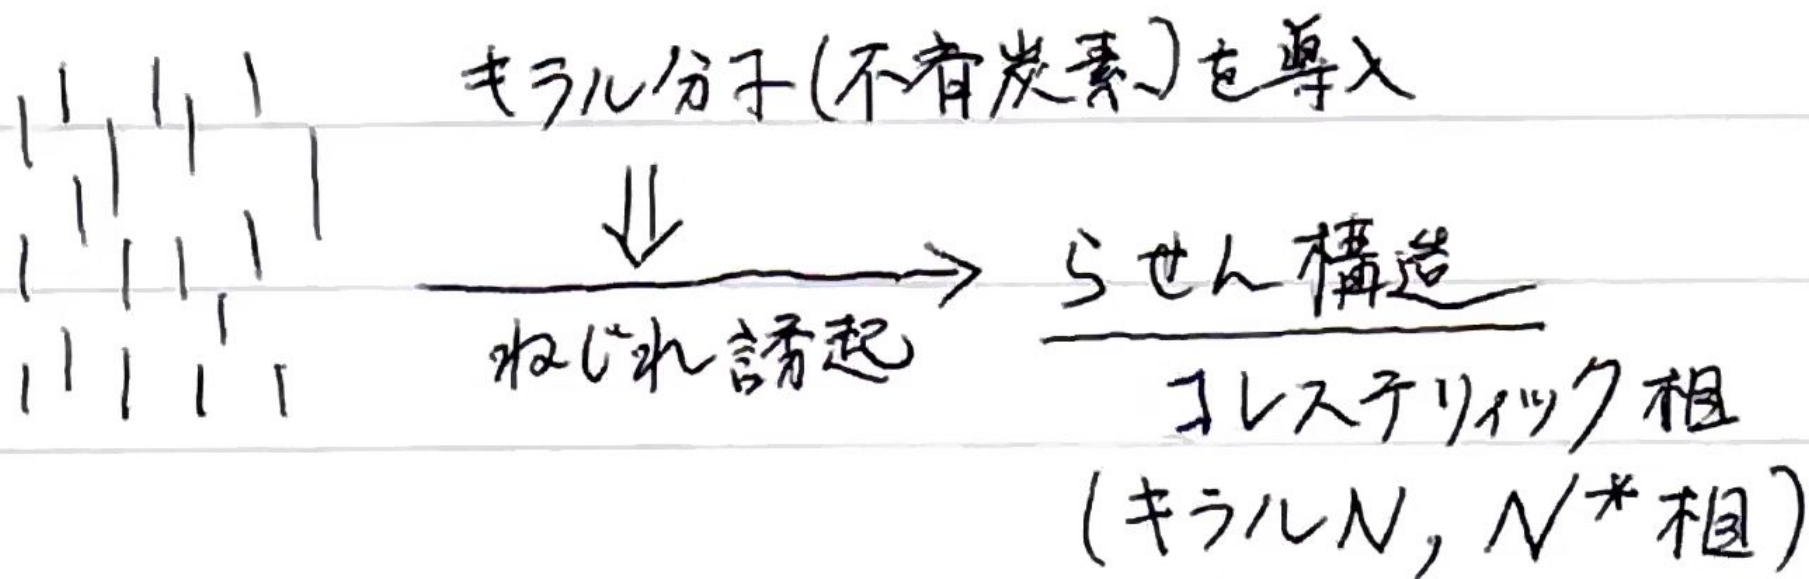 キラル分子(不斉炭素)を導入
ねじれ誘起
らせん構造
コレステリィック相
(キラルN, N*相)